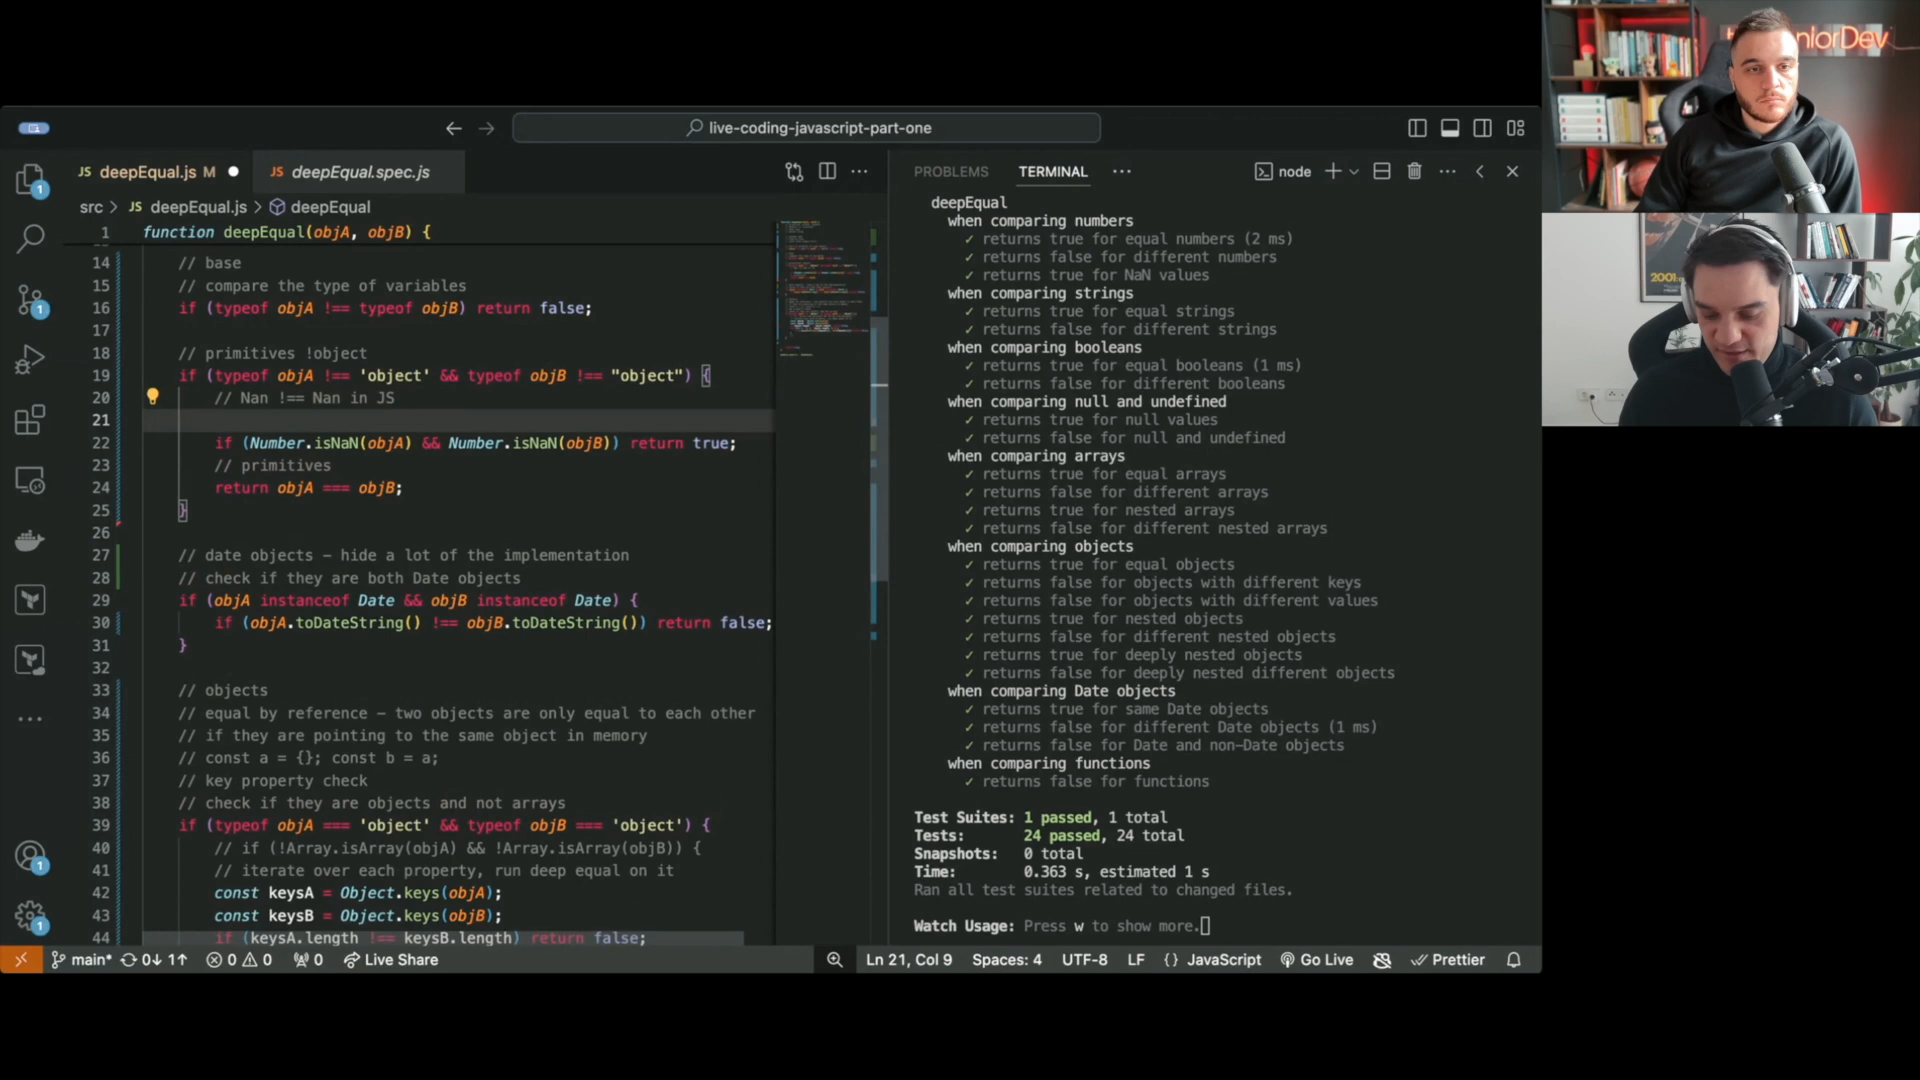 niorDev
2001
live-coding-javascript-part-one
JS deepEqual.js M
JS deepEqual.spec.js
PROBLEMS
TERMINAL
node
src > JS deepEqual.js > deepEqual
1 function deepEqual(objA, objB) {
14 // base
15 // compare the type of variables
16 if (typeof objA !== typeof objB) return false;
17
18 // primitives !object
19 if (typeof objA !== 'object' && typeof objB !== "object") {
20 // Nan !== Nan in JS
21
22 if (Number.isNaN(objA) && Number.isNaN(objB)) return true;
23 // primitives
24 return objA === objB;
25 }
26
27 // date objects – hide a lot of the implementation
28 // check if they are both Date objects
29 if (objA instanceof Date && objB instanceof Date) {
30 if (objA.toDateString() !== objB.toDateString()) return false;
31 }
32
33 // objects
34 // equal by reference – two objects are only equal to each other
35 // if they are pointing to the same object in memory
36 // const a = {}; const b = a;
37 // key property check
38 // check if they are objects and not arrays
39 if (typeof objA === 'object' && typeof objB === 'object') {
40 // if (!Array.isArray(objA) && !Array.isArray(objB)) {
41 // iterate over each property, run deep equal on it
42 const keysA = Object.keys(objA);
43 const keysB = Object.keys(objB);
44 if (keysA.length !== keysB.length) return false;
deepEqual
when comparing numbers
✓ returns true for equal numbers (2 ms)
✓ returns false for different numbers
✓ returns true for NaN values
when comparing strings
✓ returns true for equal strings
✓ returns false for different strings
when comparing booleans
✓ returns true for equal booleans (1 ms)
✓ returns false for different booleans
when comparing null and undefined
✓ returns true for null values
✓ returns false for null and undefined
when comparing arrays
✓ returns true for equal arrays
✓ returns false for different arrays
✓ returns true for nested arrays
✓ returns false for different nested arrays
when comparing objects
✓ returns true for equal objects
✓ returns false for objects with different keys
✓ returns false for objects with different values
✓ returns true for nested objects
✓ returns false for different nested objects
✓ returns true for deeply nested objects
✓ returns false for deeply nested different objects
when comparing Date objects
✓ returns true for same Date objects
✓ returns false for different Date objects (1 ms)
✓ returns false for Date and non-Date objects
when comparing functions
✓ returns false for functions
Test Suites: 1 passed, 1 total
Tests: 24 passed, 24 total
Snapshots: 0 total
Time: 0.363 s, estimated 1 s
Ran all test suites related to changed files.
Watch Usage: Press w to show more.
1
1
1
1
main* 0↓ 1↑ 0 0 0 Live Share
Ln 21, Col 9 Spaces: 4 UTF-8 LF {} JavaScript Go Live Prettier